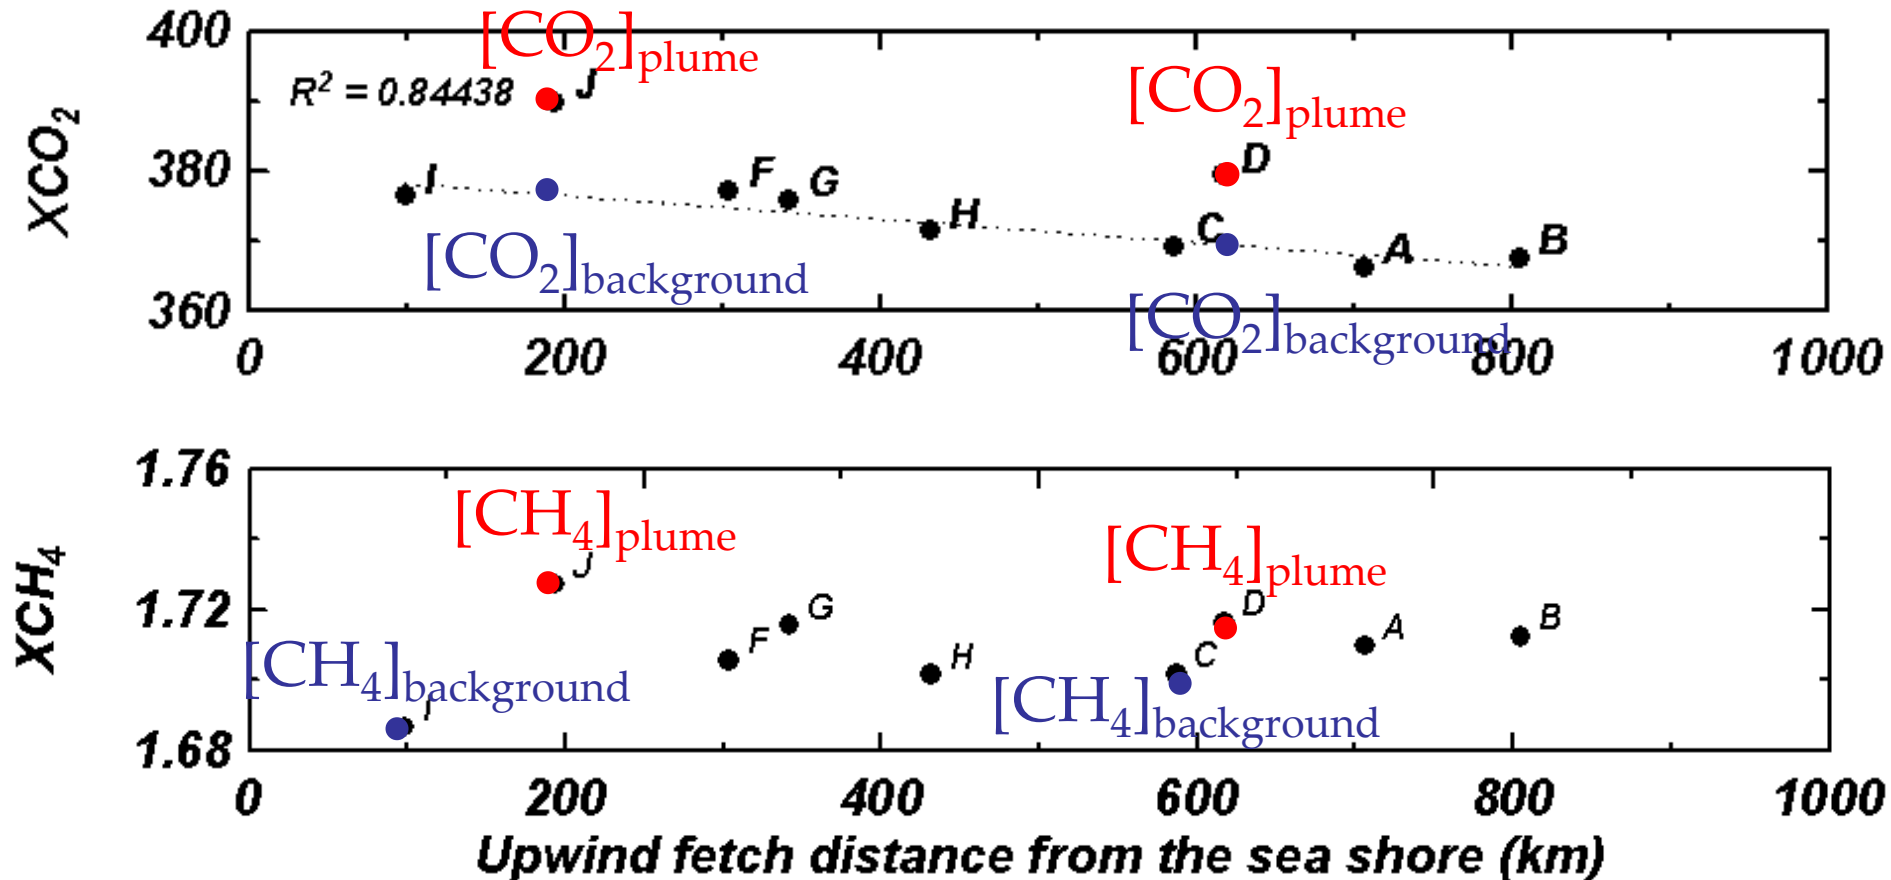 400
[CO₂]plume
R² = 0.84438
J
[CO₂]plume
XCO₂
380
I
F
G
H
C
D
A
B
[CO₂]background
360
[CO₂]background
0 200 400 600 800 1000
1.76
[CH₄]plume
J
[CH₄]plume
XCH₄
1.72
G
F
H
C
D
A
B
[CH₄]background
I
[CH₄]background
1.68
0 200 400 600 800 1000
Upwind fetch distance from the sea shore (km)